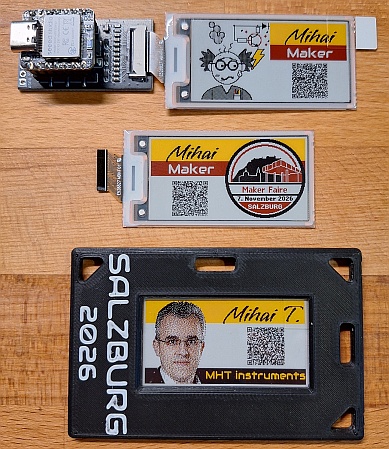 Mihai
Maker
Mihai
Maker
Maker Faire
7. November 2026
SALZBURG
SALZBURG
2026
Mihai T.
MHT instruments